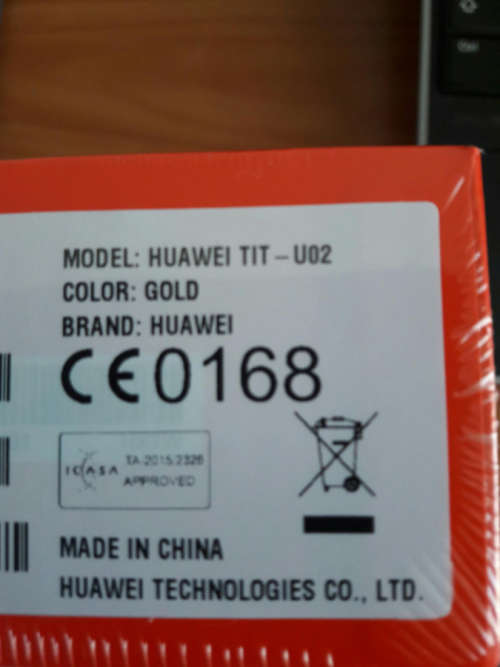 MODEL: HUAWEI TIT-U02
COLOR: GOLD
BRAND: HUAWEI
CE0168
ICASA TA-2015/2326
APPROVED
MADE IN CHINA
HUAWEI TECHNOLOGIES CO., LTD.